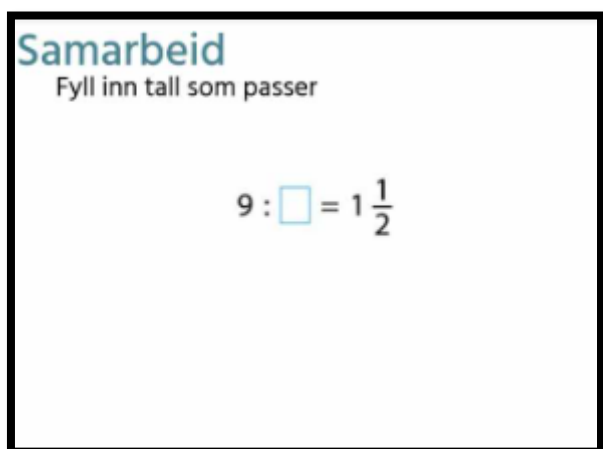 Samarbeid
Fyll inn tall som passer
9 : □ = 1 1/2